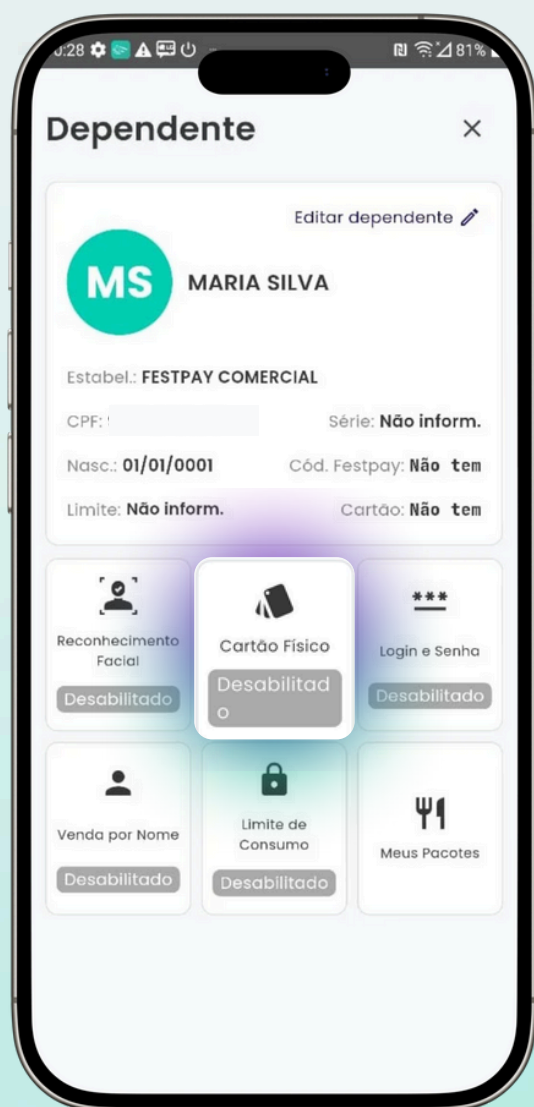 :28 81%
Dependente
Editar dependente
MS MARIA SILVA
Estabel.: FESTPAY COMERCIAL
CPF: Série: Não inform.
Nasc.: 01/01/0001 Cód. Festpay: Não tem
Limite: Não inform. Cartão: Não tem
Reconhecimento
Facial
Desabilitado
Cartão Físico
Desabilitad
o
***
Login e Senha
Desabilitado
Venda por Nome
Desabilitado
Limite de
Consumo
Desabilitado
Meus Pacotes